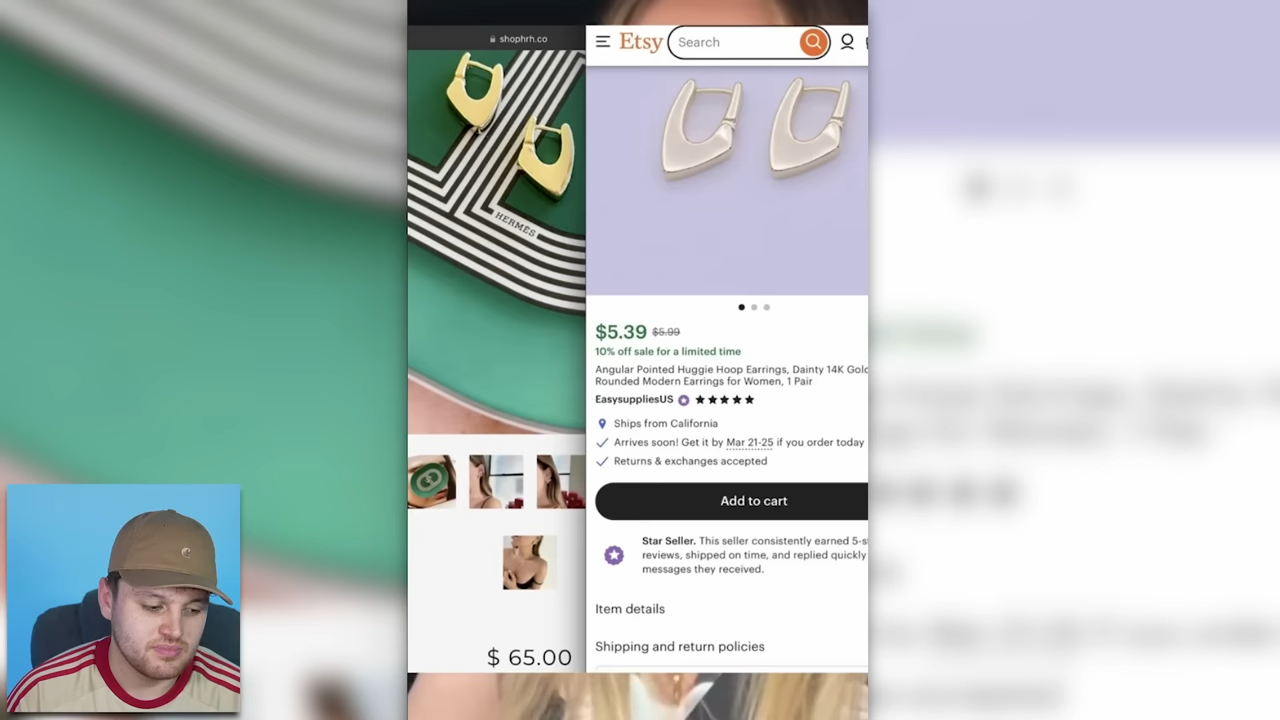 shophrh.co
Etsy
Search
HERMES
$5.39 $5.99
10% off sale for a limited time
Angular Pointed Huggie Hoop Earrings, Dainty 14K Gold
Rounded Modern Earrings for Women, 1 Pair
EasysuppliesUS
Ships from California
Arrives soon! Get it by Mar 21-25 if you order today
Returns & exchanges accepted
Add to cart
Star Seller. This seller consistently earned 5-st
reviews, shipped on time, and replied quickly
messages they received.
Item details
Shipping and return policies
$ 65.00